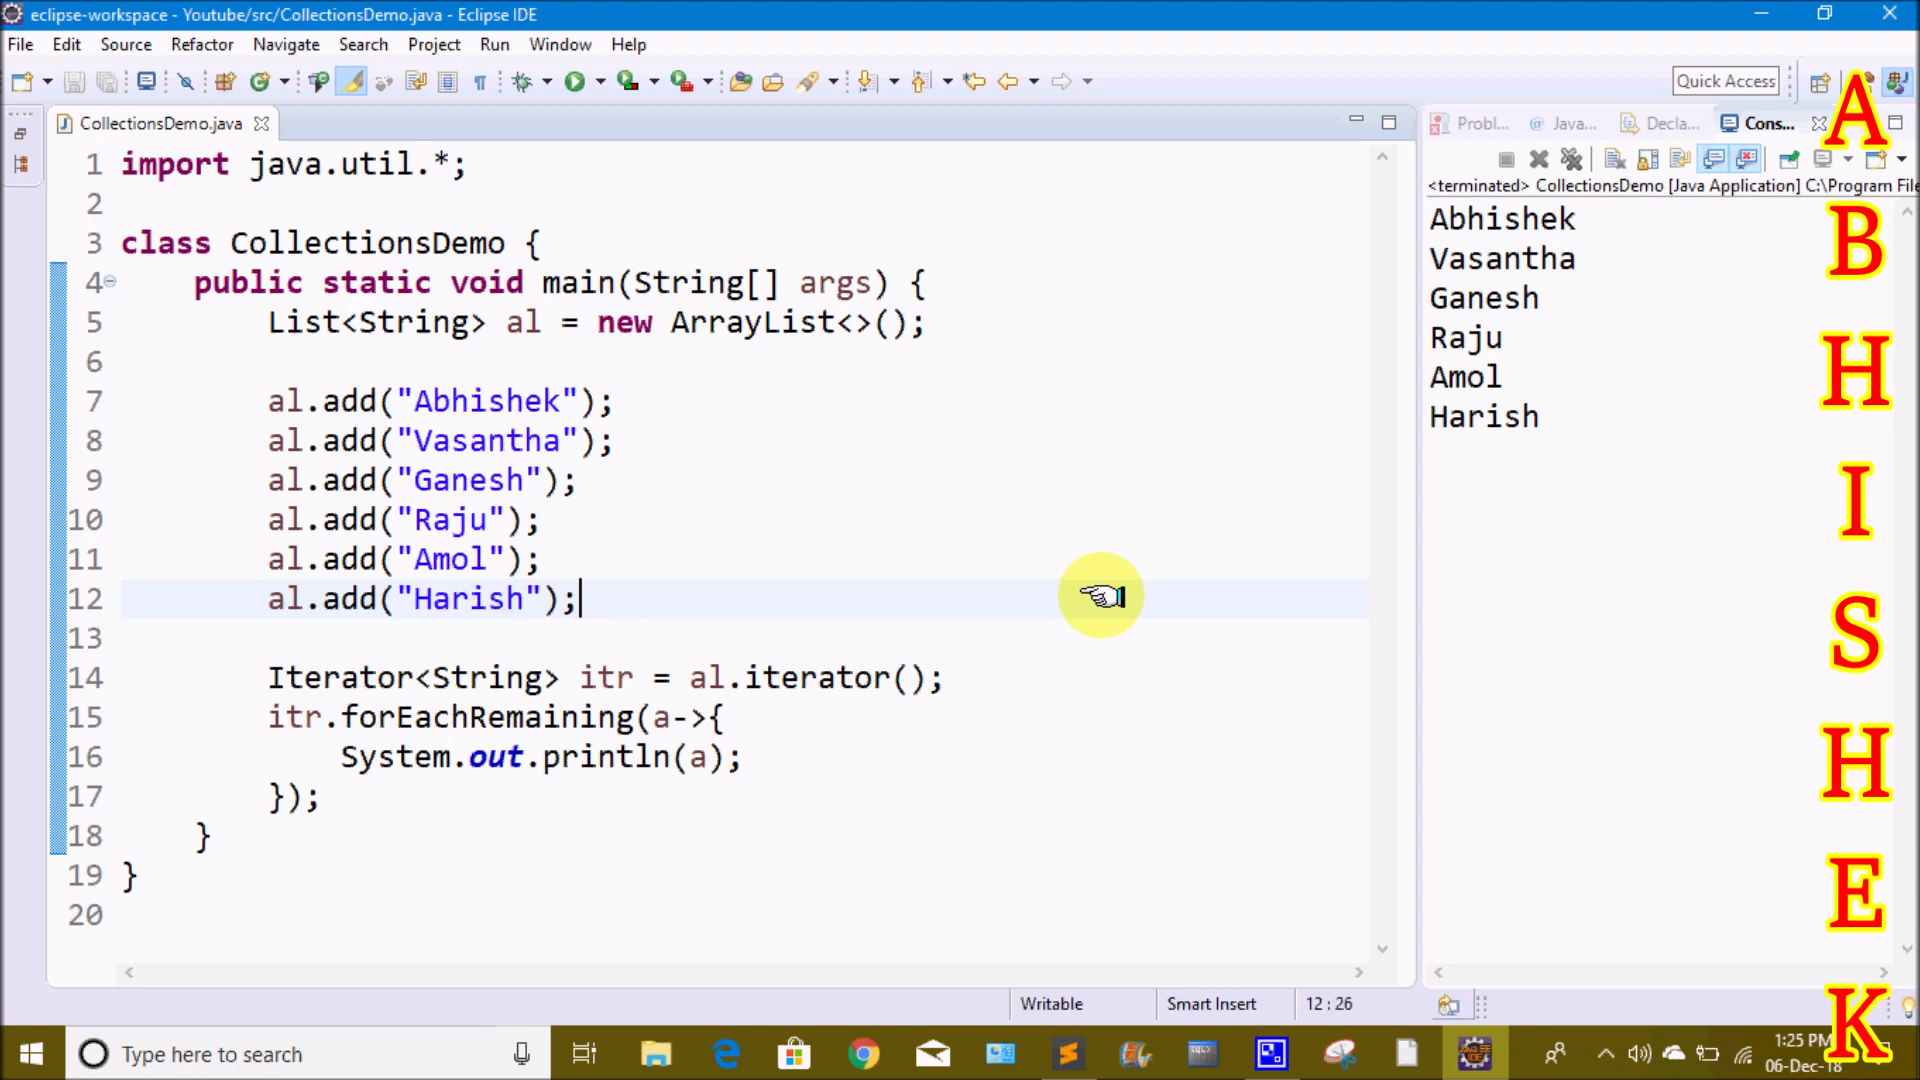 eclipse-workspace - Youtube/src/CollectionsDemo.java - Eclipse IDE
File Edit Source Refactor Navigate Search Project Run Window Help
Quick Access
CollectionsDemo.java
1 import java.util.*;
2
3 class CollectionsDemo {
4 public static void main(String[] args) {
5 List<String> al = new ArrayList<>();
6
7 al.add("Abhishek");
8 al.add("Vasantha");
9 al.add("Ganesh");
10 al.add("Raju");
11 al.add("Amol");
12 al.add("Harish");
13
14 Iterator<String> itr = al.iterator();
15 itr.forEachRemaining(a->{
16 System.out.println(a);
17 });
18 }
19 }
20
Probl... @ Java... Decla... Cons...
<terminated> CollectionsDemo [Java Application] C:\Program File
Abhishek
Vasantha
Ganesh
Raju
Amol
Harish
A
B
H
I
S
H
E
K
Writable Smart Insert 12 : 26
Type here to search
1:25 PM
06-Dec-18